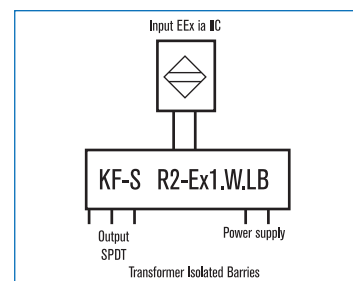 Input EEx ia IIC
KF-S R2-Ex1.W.LB
Output
SPDT
Power supply
Transformer Isolated Barries